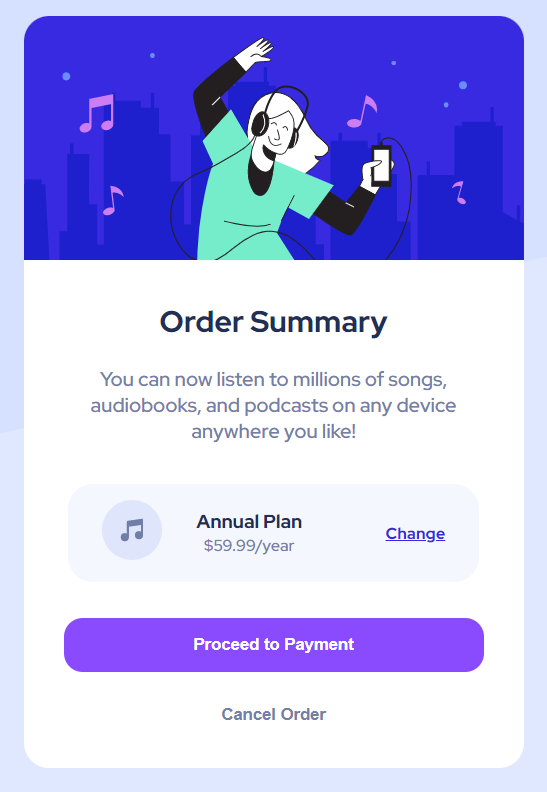 Order Summary
You can now listen to millions of songs,
audiobooks, and podcasts on any device
anywhere you like!
Annual Plan
$59.99/year
Change
Proceed to Payment
Cancel Order